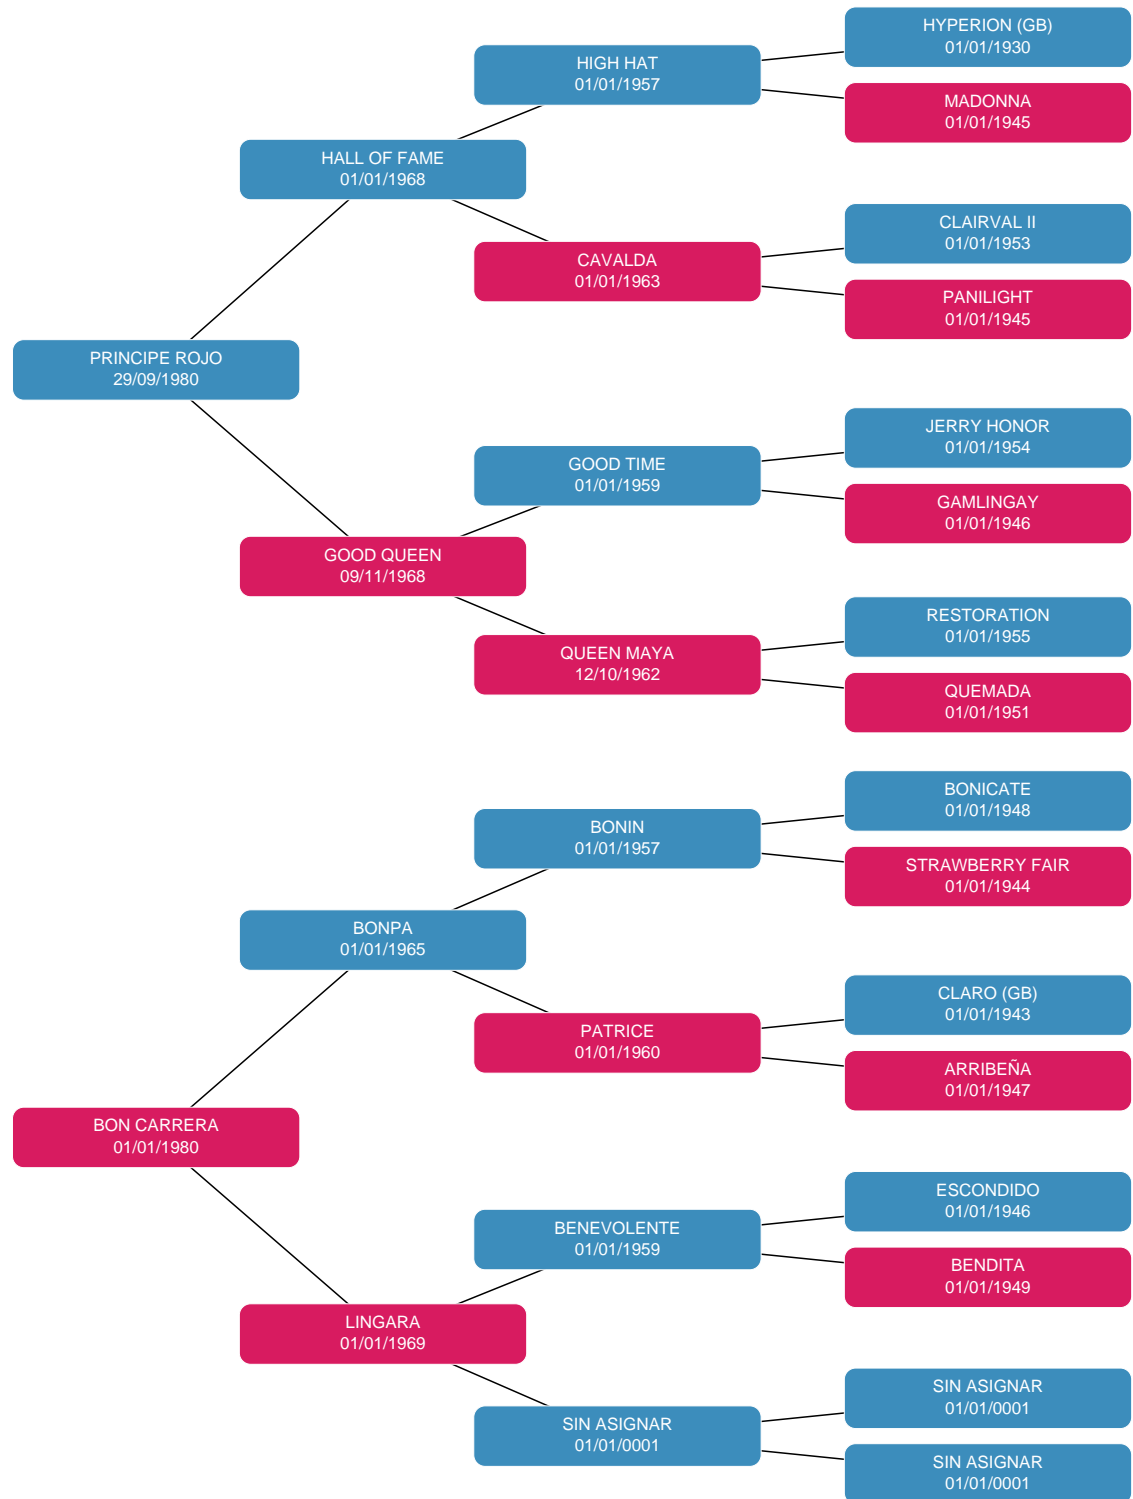 HYPERION (GB)
01/01/1930
HIGH HAT
01/01/1957
MADONNA
01/01/1945
HALL OF FAME
01/01/1968
CLAIRVAL II
01/01/1953
CAVALDA
01/01/1963
PANILIGHT
01/01/1945
PRINCIPE ROJO
29/09/1980
JERRY HONOR
01/01/1954
GOOD TIME
01/01/1959
GAMLINGAY
01/01/1946
GOOD QUEEN
09/11/1968
RESTORATION
01/01/1955
QUEEN MAYA
12/10/1962
QUEMADA
01/01/1951
BONICATE
01/01/1948
BONIN
01/01/1957
STRAWBERRY FAIR
01/01/1944
BONPA
01/01/1965
CLARO (GB)
01/01/1943
PATRICE
01/01/1960
ARRIBEÑA
01/01/1947
BON CARRERA
01/01/1980
ESCONDIDO
01/01/1946
BENEVOLENTE
01/01/1959
BENDITA
01/01/1949
LINGARA
01/01/1969
SIN ASIGNAR
01/01/0001
SIN ASIGNAR
01/01/0001
SIN ASIGNAR
01/01/0001